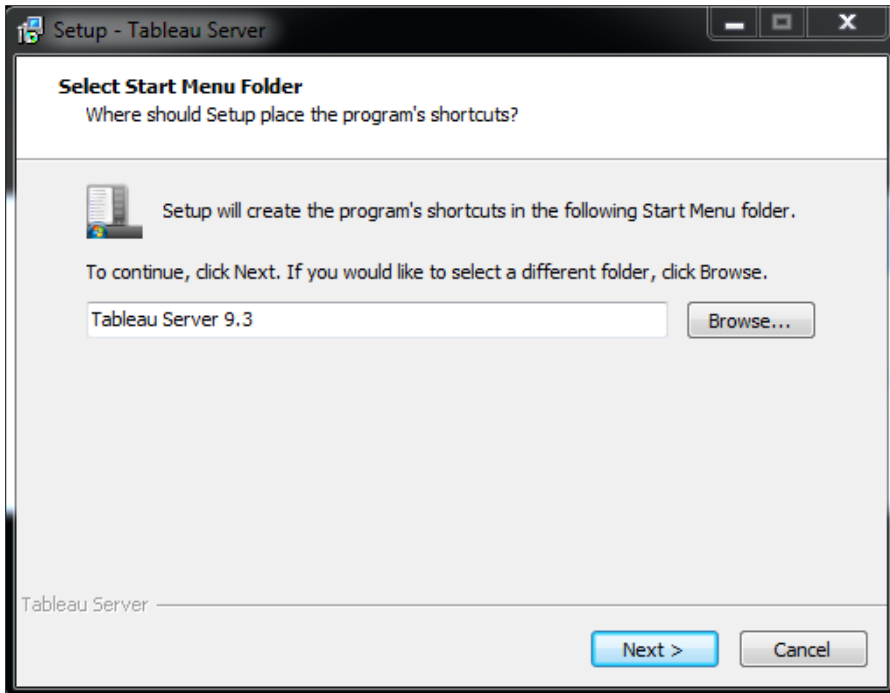 Setup - Tableau Server
Select Start Menu Folder
Where should Setup place the program's shortcuts?
Setup will create the program's shortcuts in the following Start Menu folder.
To continue, click Next. If you would like to select a different folder, click Browse.
Tableau Server 9.3
Browse...
Tableau Server
Next >
Cancel